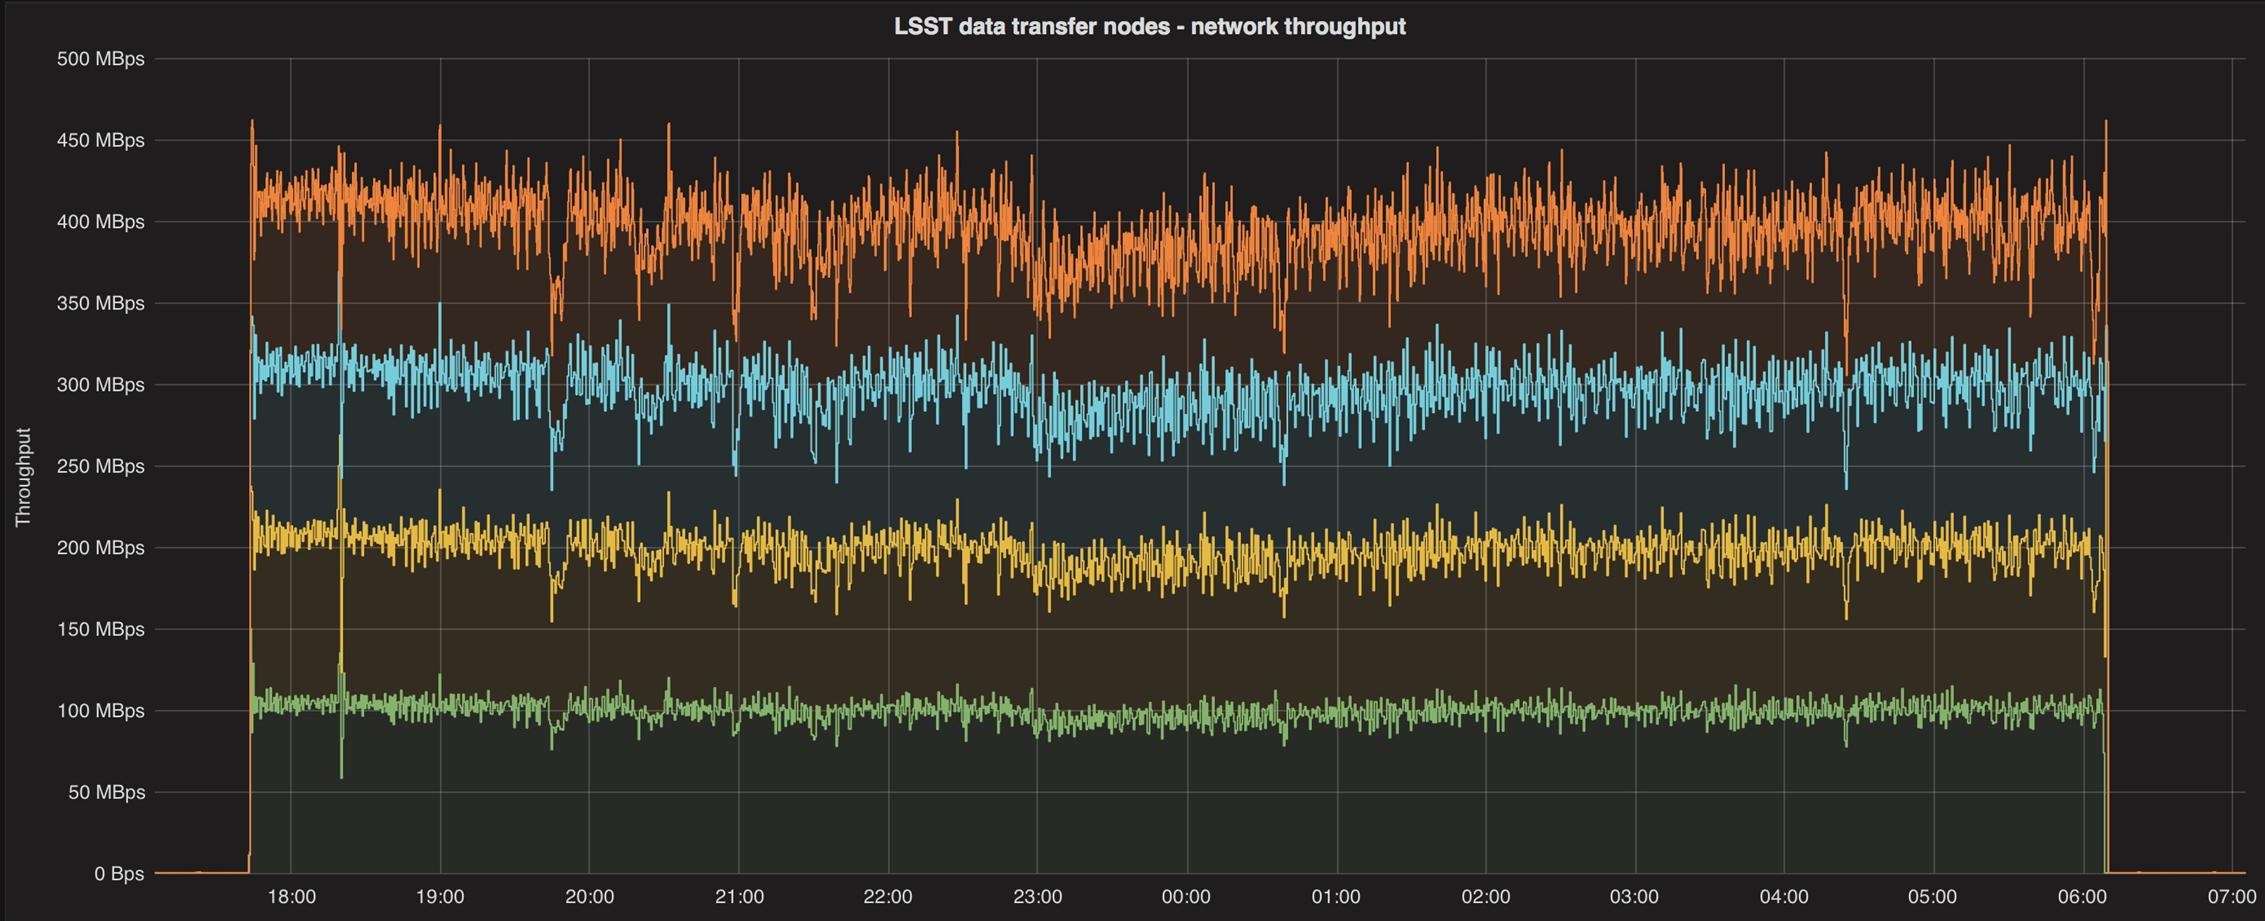 LSST data transfer nodes - network throughput
500 MBps
450 MBps
400 MBps
350 MBps
300 MBps
250 MBps
200 MBps
150 MBps
100 MBps
50 MBps
0 Bps
Throughput
18:00 19:00 20:00 21:00 22:00 23:00 00:00 01:00 02:00 03:00 04:00 05:00 06:00 07:00